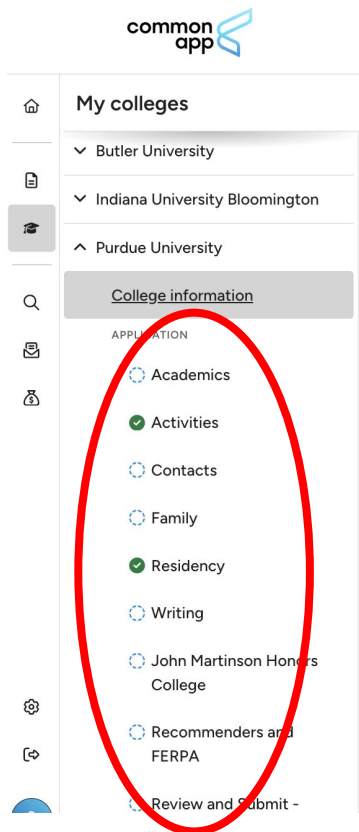 common
app
My colleges
Butler University
Indiana University Bloomington
Purdue University
College information
APPLICATION
Academics
Activities
Contacts
Family
Residency
Writing
John Martinson Honors
College
Recommenders and
FERPA
Review and Submit -